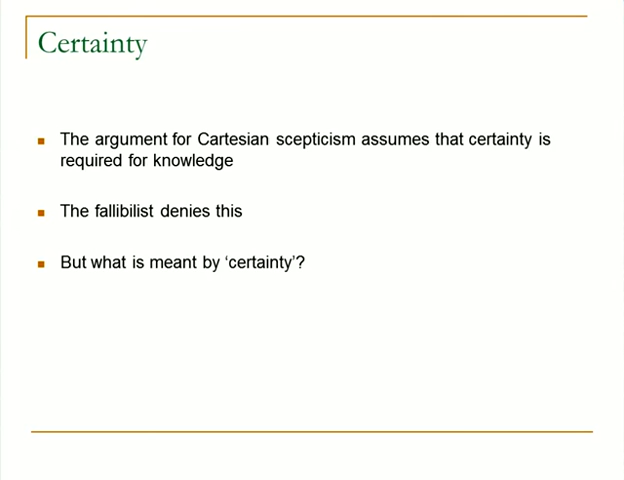 Certainty
The argument for Cartesian scepticism assumes that certainty is
required for knowledge
The fallibilist denies this
But what is meant by ‘certainty’?